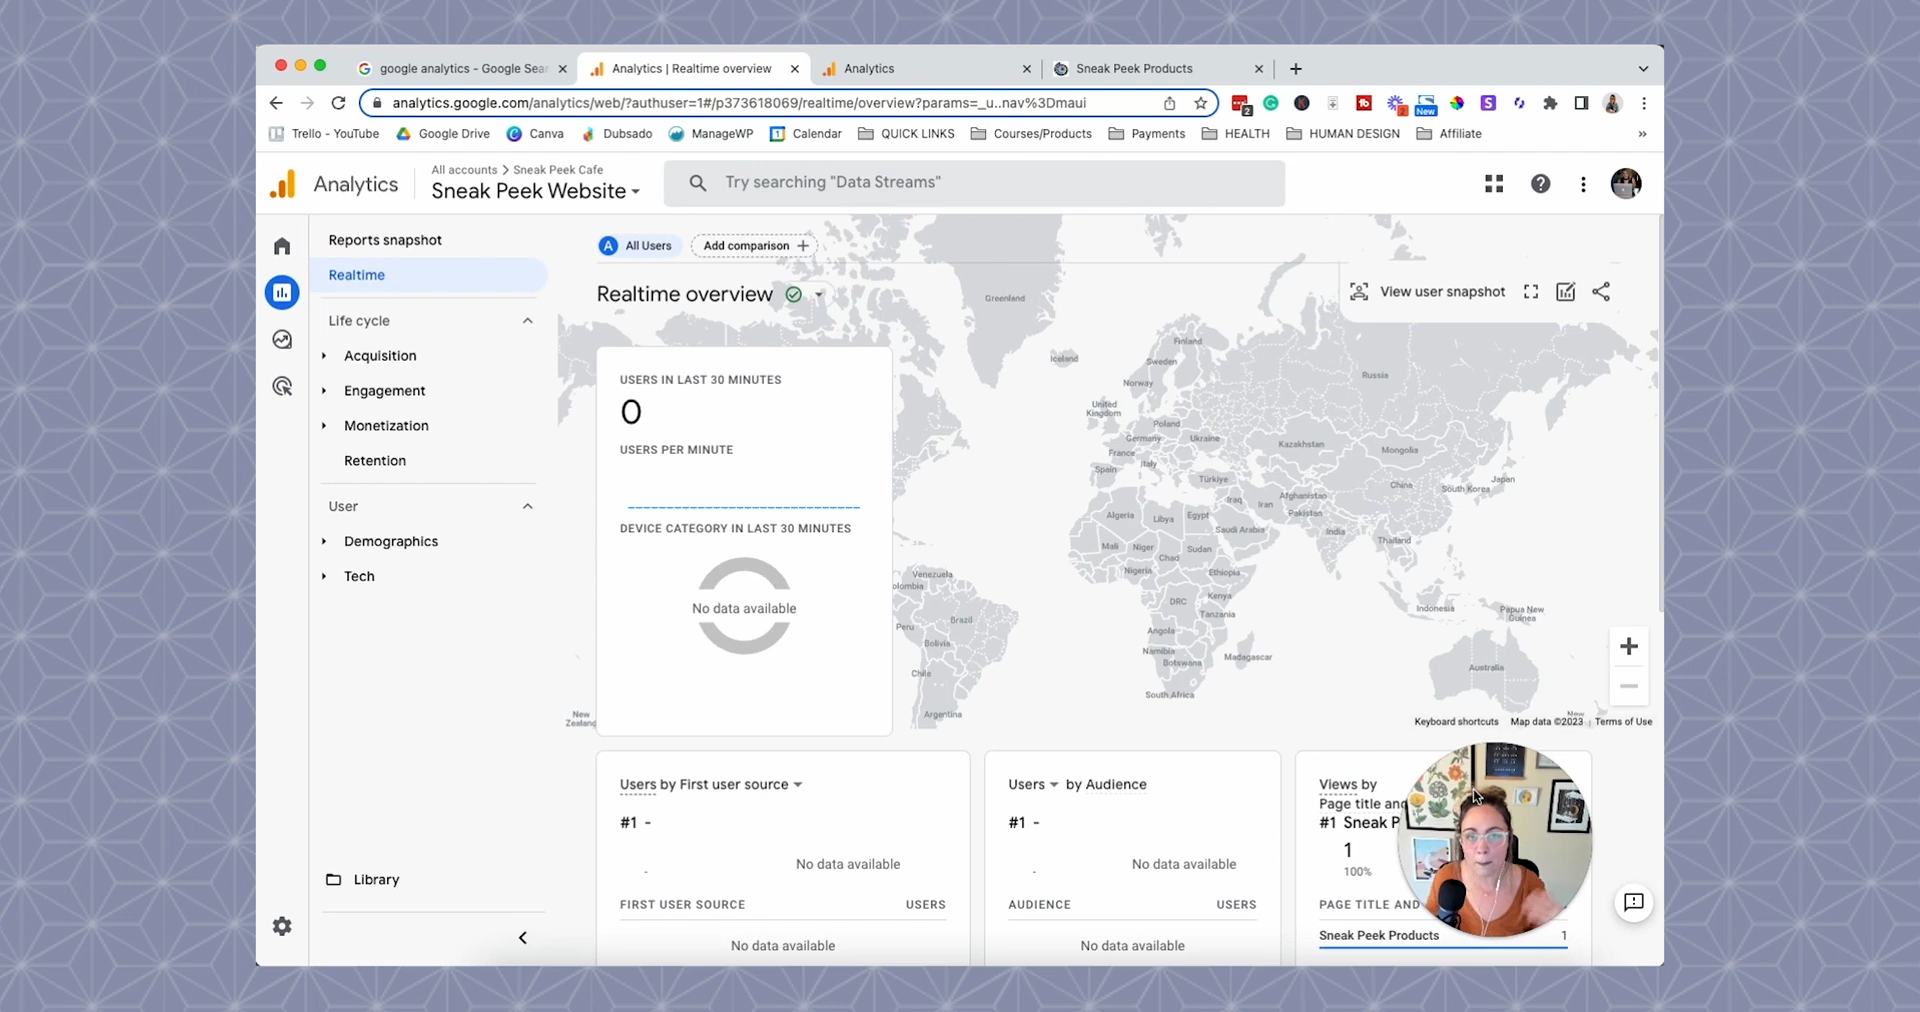 google analytics - Google Sear
Analytics | Realtime overview
Analytics
Sneak Peek Products
analytics.google.com/analytics/web/?authuser=1#/p373618069/realtime/overview?params=_u..nav%3Dmaui
2
2
New
Trello - YouTube
Google Drive
Canva
Dubsado
ManageWP
Calendar
QUICK LINKS
Courses/Products
Payments
HEALTH
HUMAN DESIGN
Affiliate
»
Analytics
All accounts > Sneak Peek Cafe
Sneak Peek Website
Try searching "Data Streams"
Reports snapshot
Realtime
Life cycle
Acquisition
Engagement
Monetization
Retention
User
Demographics
Tech
Library
A All Users
Add comparison +
Realtime overview
View user snapshot
USERS IN LAST 30 MINUTES
0
USERS PER MINUTE
DEVICE CATEGORY IN LAST 30 MINUTES
No data available
Greenland
Iceland
Finland
Sweden
Norway
Russia
United
Kingdom
Poland
Germany
Ukraine
France
Kazakhstan
Mongolia
Italy
Spain
Türkiye
China
Japan
South Korea
Iraq
Iran
Afghanistan
Pakistan
Algeria
Libya
Egypt
Saudi Arabia
India
Thailand
Mali
Niger
Chad
Sudan
Nigeria
Ethiopia
Venezuela
olombia
Kenya
DRC
Tanzania
Indonesia
Papua New
Guinea
Peru
Brazil
Angola
Bolivia
Namibia
Botswana
Madagascar
Australia
Chile
South Africa
Argentina
New
Zealand
New
Keyboard shortcuts
Map data ©2023
Terms of Use
Users by First user source
#1 -
No data available
-
FIRST USER SOURCE
USERS
No data available
Users by Audience
#1 -
No data available
-
AUDIENCE
USERS
No data available
Views by
Page title and
#1 Sneak P
1
100%
PAGE TITLE AND
Sneak Peek Products
1